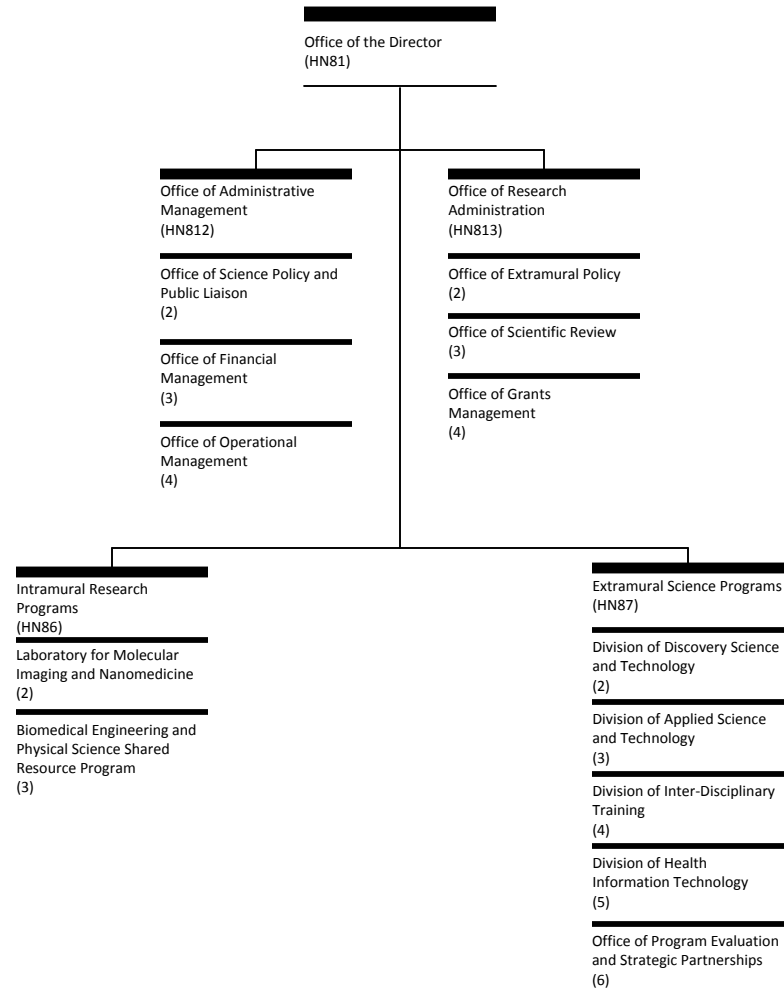 Office of the Director
(HN81)
Office of Administrative
Management
(HN812)
Office of Science Policy and
Public Liaison
(2)
Office of Financial
Management
(3)
Office of Operational
Management
(4)
Office of Research
Administration
(HN813)
Office of Extramural Policy
(2)
Office of Scientific Review
(3)
Office of Grants
Management
(4)
Intramural Research
Programs
(HN86)
Laboratory for Molecular
Imaging and Nanomedicine
(2)
Biomedical Engineering and
Physical Science Shared
Resource Program
(3)
Extramural Science Programs
(HN87)
Division of Discovery Science
and Technology
(2)
Division of Applied Science
and Technology
(3)
Division of Inter-Disciplinary
Training
(4)
Division of Health
Information Technology
(5)
Office of Program Evaluation
and Strategic Partnerships
(6)